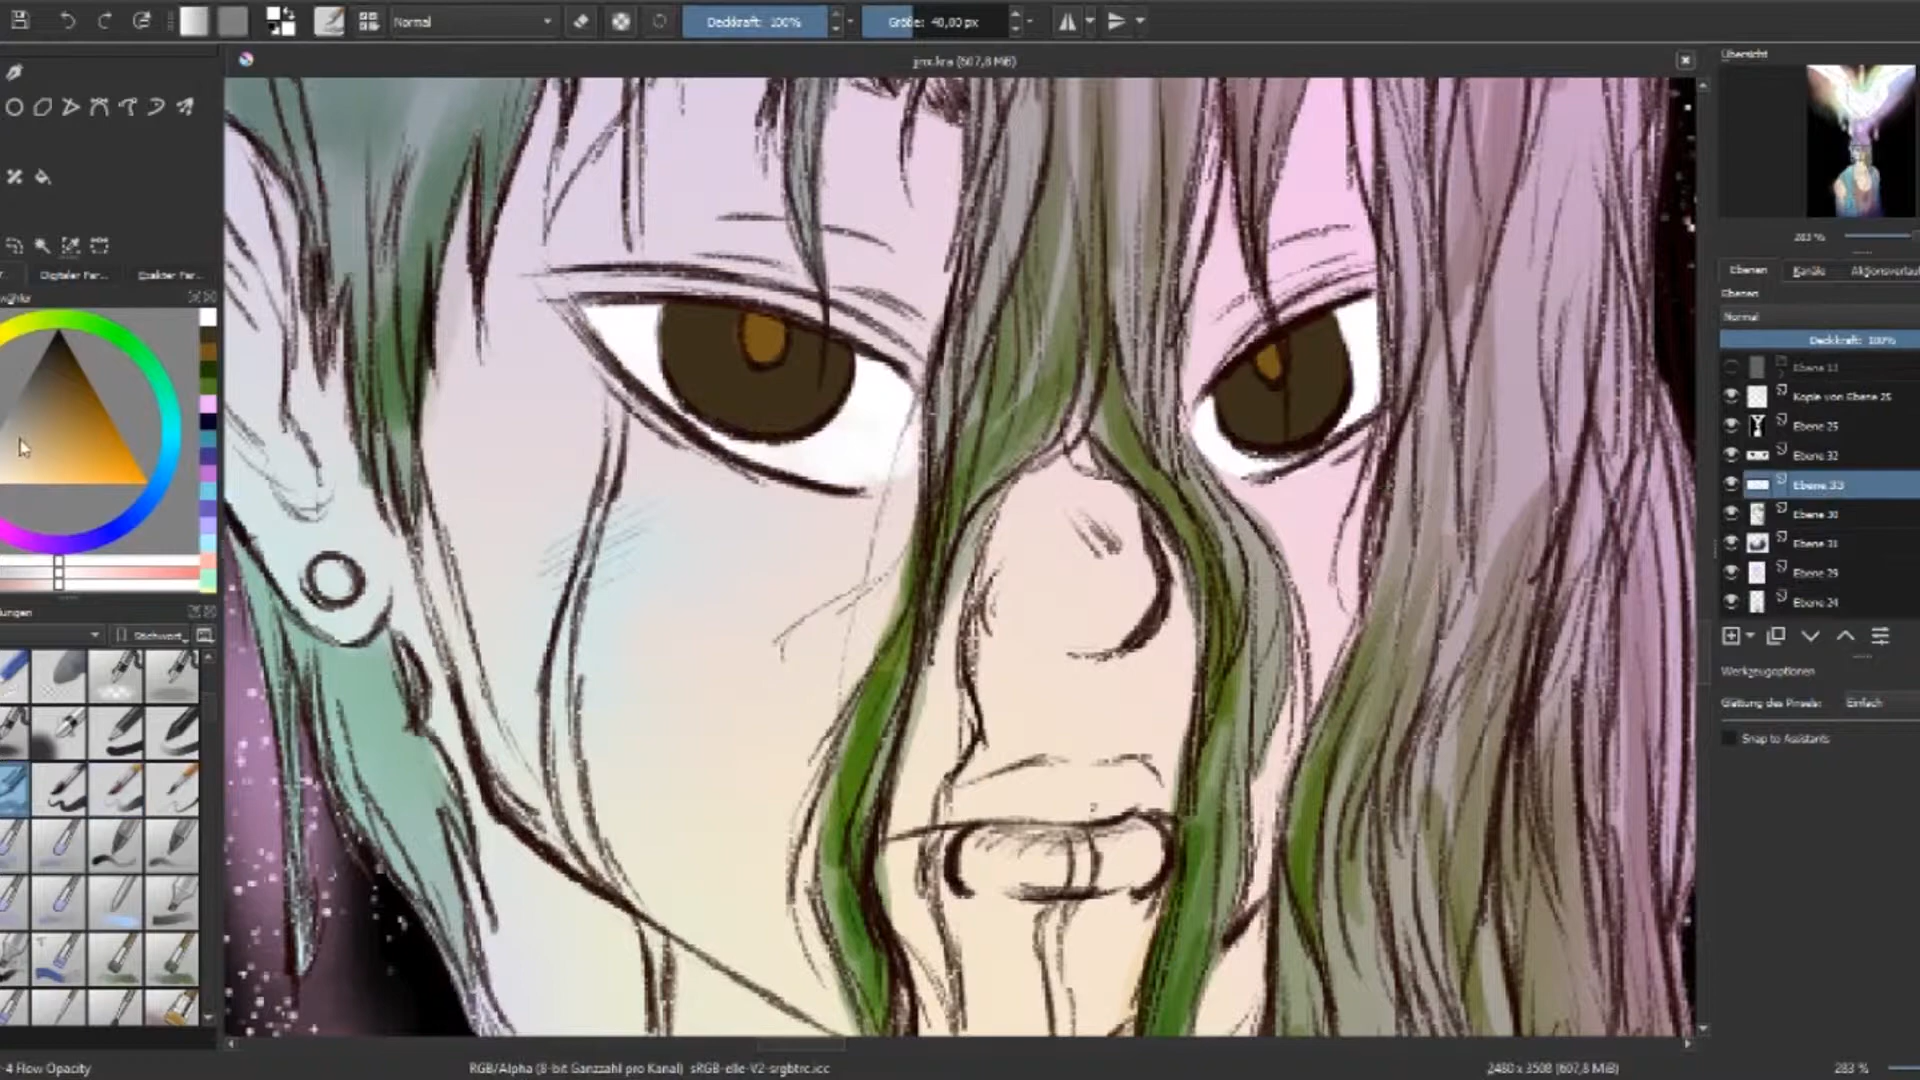 Normal
Deckkraft: 100%
Größe: 40,00 px
jinx.kra (607,8 MiB)
Übersicht
283 %
Digitaler Far...
Exakter Far...
Ebenen
Kanäle
Aktionsverlauf
Ebenen
Normal
Deckkraft: 100%
Ebene 13
Kopie von Ebene 25
Ebene 25
Ebene 32
Ebene 33
Ebene 30
Ebene 31
Ebene 29
Ebene 24
Stichwort
Werkzeugoptionen
Glättung des Pinsels:
Einfach
Snap to Assistants
-4 Flow Opacity
RGB/Alpha (8-bit Ganzzahl pro Kanal) sRGB-elle-V2-srgbtrc.icc
2480 x 3508 (607,8 MiB)
283 %